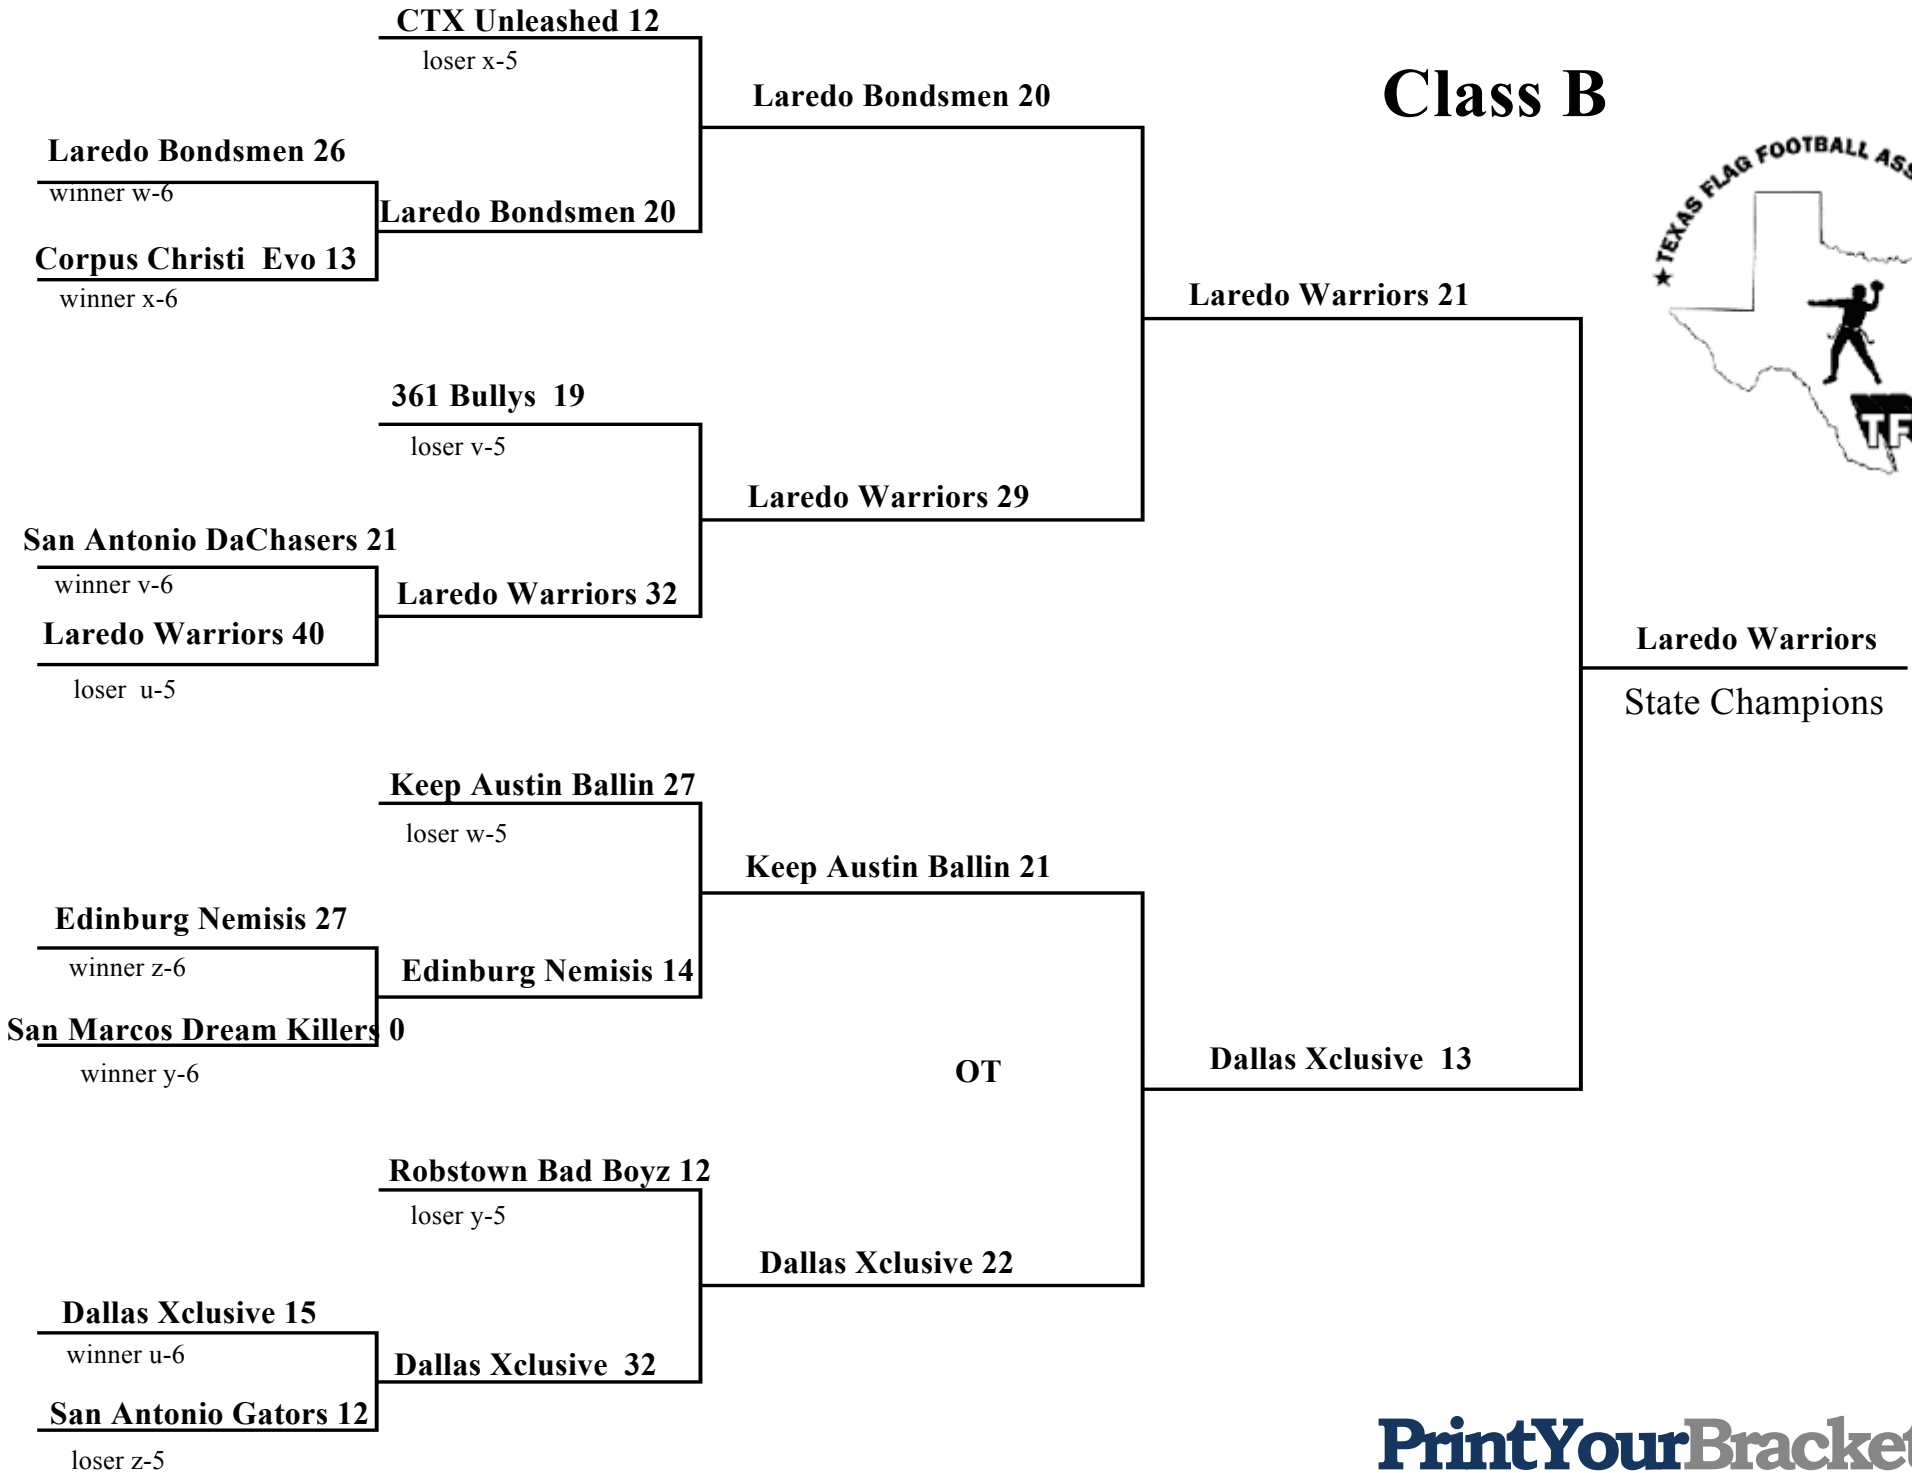 CTX Unleashed 12
loser x-5
Class B
Laredo Bondsmen 20
★ TEXAS FLAG FOOTBALL
Laredo Bondsmen 26
winner w-6
Laredo Bondsmen 20
Corpus Christi Evo 13
winner x-6
Laredo Warriors 21
361 Bullys 19
loser v-5
Laredo Warriors 29
San Antonio DaChasers 21
winner v-6
Laredo Warriors 32
Laredo Warriors 40
loser u-5
Laredo Warriors
State Champions
Keep Austin Ballin 27
loser w-5
Keep Austin Ballin 21
Edinburg Nemisis 27
winner z-6
Edinburg Nemisis 14
San Marcos Dream Killers 0
winner y-6
OT
Dallas Xclusive 13
Robstown Bad Boyz 12
loser y-5
Dallas Xclusive 22
Dallas Xclusive 15
winner u-6
Dallas Xclusive 32
San Antonio Gators 12
loser z-5
PrintYourBracket